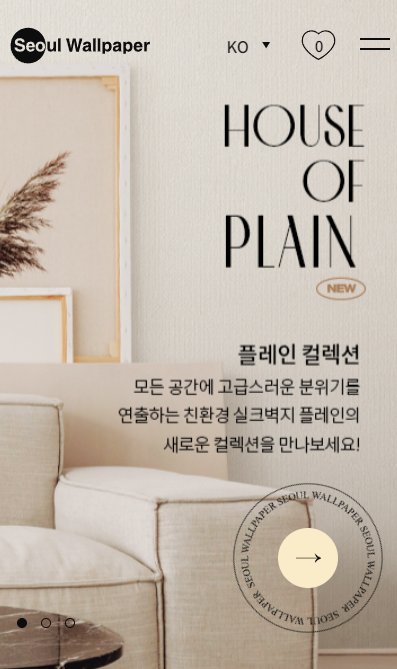 Seoul Wallpaper
KO
0
HOUSE
OF
PLAIN
NEW
플레인 컬렉션
모든 공간에 고급스러운 분위기를
연출하는 친환경 실크벽지 플레인의
새로운 컬렉션을 만나보세요!
SEOUL WALLPAPER SEOUL WALLPAPER SEOUL WALLPAPER SEOUL WALLPAPER